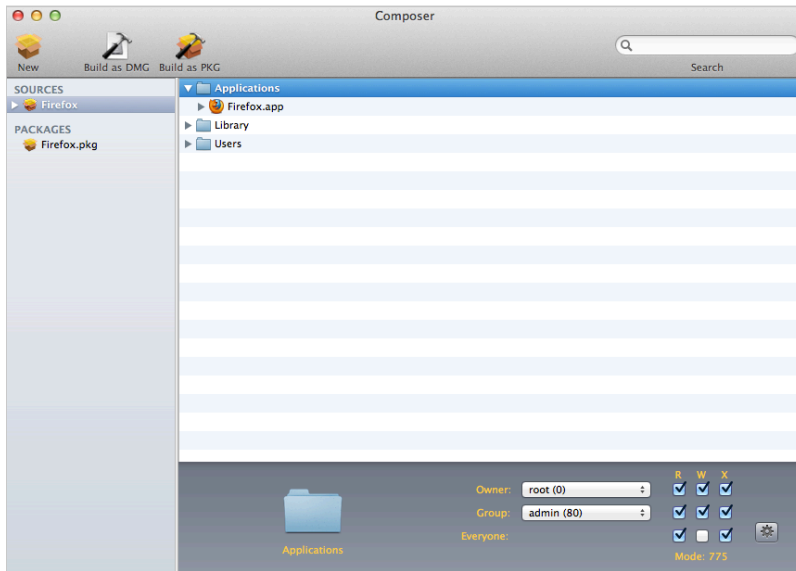 Composer
New
Build as DMG
Build as PKG
Search
SOURCES
Firefox
PACKAGES
Firefox.pkg
Applications
Firefox.app
Library
Users
Applications
R W X
Owner: root (0)
Group: admin (80)
Everyone:
Mode: 775